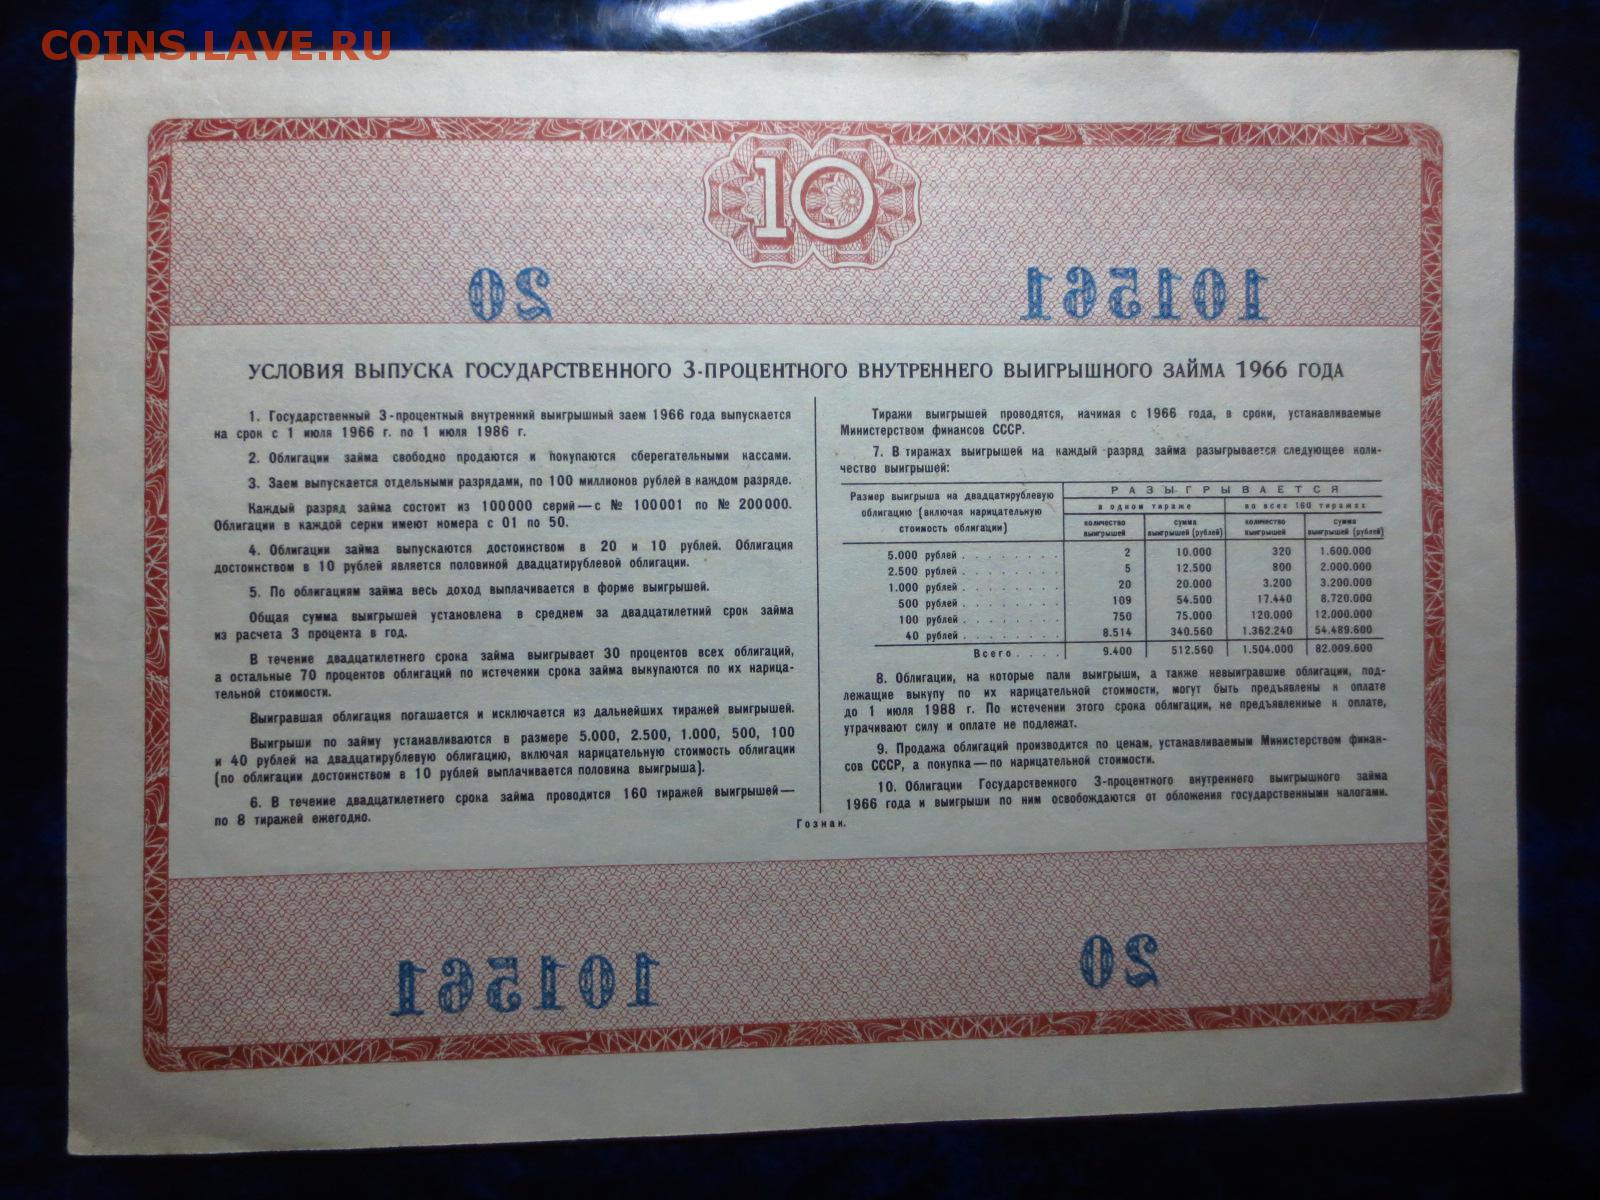 COINS.LAVE.RU
10
20 101561
УСЛОВИЯ ВЫПУСКА ГОСУДАРСТВЕННОГО 3-ПРОЦЕНТНОГО ВНУТРЕННЕГО ВЫИГРЫШНОГО ЗАЙМА 1966 ГОДА
1. Государственный 3-процентный внутренний выигрышный заем 1966 года выпускается
на срок с 1 июля 1966 г. по 1 июля 1986 г.
2. Облигации займа свободно продаются и покупаются сберегательными кассами.
3. Заем выпускается отдельными разрядами, по 100 миллионов рублей в каждом разряде.
Каждый разряд займа состоит из 100000 серий — с № 100001 по № 200000.
Облигации в каждой серии имеют номера с 01 по 50.
4. Облигации займа выпускаются достоинством в 20 и 10 рублей. Облигация
достоинством в 10 рублей является половиной двадцатирублевой облигации.
5. По облигациям займа весь доход выплачивается в форме выигрышей.
Общая сумма выигрышей установлена в среднем за двадцатилетний срок займа
из расчета 3 процента в год.
В течение двадцатилетнего срока займа выигрывает 30 процентов всех облигаций,
а остальные 70 процентов облигаций по истечении срока займа выкупаются по их нарица-
тельной стоимости.
Выигравшая облигация погашается и исключается из дальнейших тиражей выигрышей.
Выигрыши по займу устанавливаются в размере 5.000, 2.500, 1.000, 500, 100
и 40 рублей на двадцатирублевую облигацию, включая нарицательную стоимость облигации
(по облигации достоинством в 10 рублей выплачивается половина выигрыша).
6. В течение двадцатилетнего срока займа проводится 160 тиражей выигрышей —
по 8 тиражей ежегодно.
Тиражи выигрышей проводятся, начиная с 1966 года, в сроки, устанавливаемые
Министерством финансов СССР.
7. В тиражах выигрышей на каждый разряд займа разыгрывается следующее коли-
чество выигрышей:
Размер выигрыша на двадцатирублевую
облигацию (включая нарицательную
стоимость облигации)
РАЗЫГРЫВАЕТСЯ
в одном тираже во всех 160 тиражах
количество выигрышей сумма выигрышей (рублей) количество выигрышей сумма выигрышей (рублей)
5.000 рублей . . . . . . . . 2 10.000 320 1.600.000
2.500 рублей . . . . . . . . 5 12.500 800 2.000.000
1.000 рублей . . . . . . . . 20 20.000 3.200 3.200.000
500 рублей . . . . . . . . 109 54.500 17.440 8.720.000
100 рублей . . . . . . . . 750 75.000 120.000 12.000.000
40 рублей . . . . . . . . 8.514 340.560 1.362.240 54.489.600
Всего . . . . 9.400 512.560 1.504.000 82.009.600
8. Облигации, на которые пали выигрыши, а также невыигравшие облигации, под-
лежащие выкупу по их нарицательной стоимости, могут быть предъявлены к оплате
до 1 июля 1988 г. По истечении этого срока облигации, не предъявленные к оплате,
утрачивают силу и оплате не подлежат.
9. Продажа облигаций производится по ценам, устанавливаемым Министерством финан-
сов СССР, а покупка — по нарицательной стоимости.
10. Облигации Государственного 3-процентного внутреннего выигрышного займа
1966 года и выигрыши по ним освобождаются от обложения государственными налогами.
Гознак.
101561 20